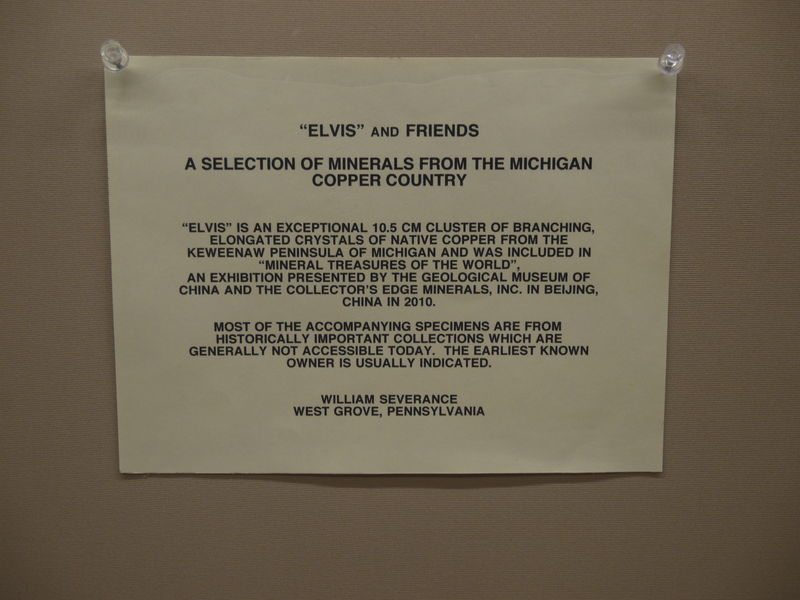 “ELVIS” AND FRIENDS
A SELECTION OF MINERALS FROM THE MICHIGAN
COPPER COUNTRY
“ELVIS” IS AN EXCEPTIONAL 10.5 CM CLUSTER OF BRANCHING,
ELONGATED CRYSTALS OF NATIVE COPPER FROM THE
KEWEENAW PENINSULA OF MICHIGAN AND WAS INCLUDED IN
“MINERAL TREASURES OF THE WORLD”,
AN EXHIBITION PRESENTED BY THE GEOLOGICAL MUSEUM OF
CHINA AND THE COLLECTOR’S EDGE MINERALS, INC. IN BEIJING,
CHINA IN 2010.
MOST OF THE ACCOMPANYING SPECIMENS ARE FROM
HISTORICALLY IMPORTANT COLLECTIONS WHICH ARE
GENERALLY NOT ACCESSIBLE TODAY. THE EARLIEST KNOWN
OWNER IS USUALLY INDICATED.
WILLIAM SEVERANCE
WEST GROVE, PENNSYLVANIA